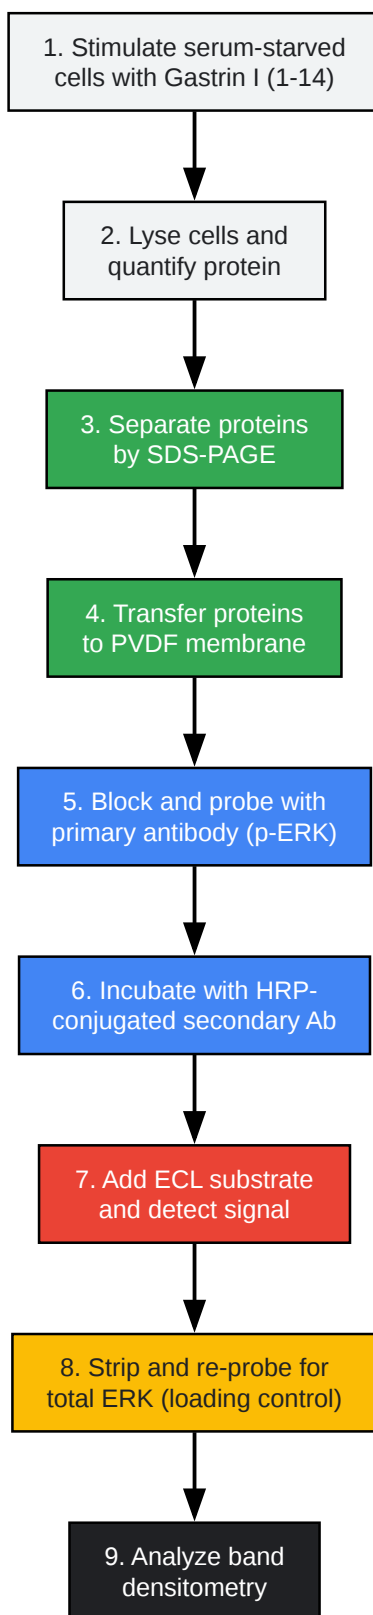 1. Stimulate serum-starved
cells with Gastrin I (1-14)
2. Lyse cells and
quantify protein
3. Separate proteins
by SDS-PAGE
4. Transfer proteins
to PVDF membrane
5. Block and probe with
primary antibody (p-ERK)
6. Incubate with HRP-
conjugated secondary Ab
7. Add ECL substrate
and detect signal
8. Strip and re-probe for
total ERK (loading control)
9. Analyze band
densitometry